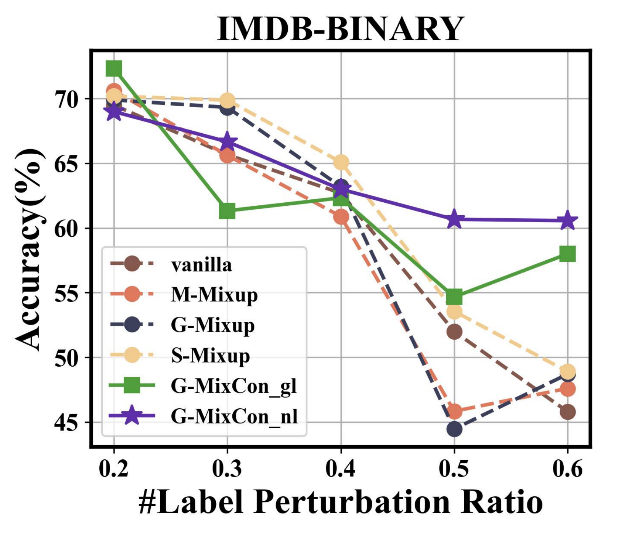 IMDB-BINARY
Accuracy(%)
70
65
60
55
50
45
vanilla
M-Mixup
G-Mixup
S-Mixup
G-MixCon_gl
G-MixCon_nl
0.2 0.3 0.4 0.5 0.6
#Label Perturbation Ratio